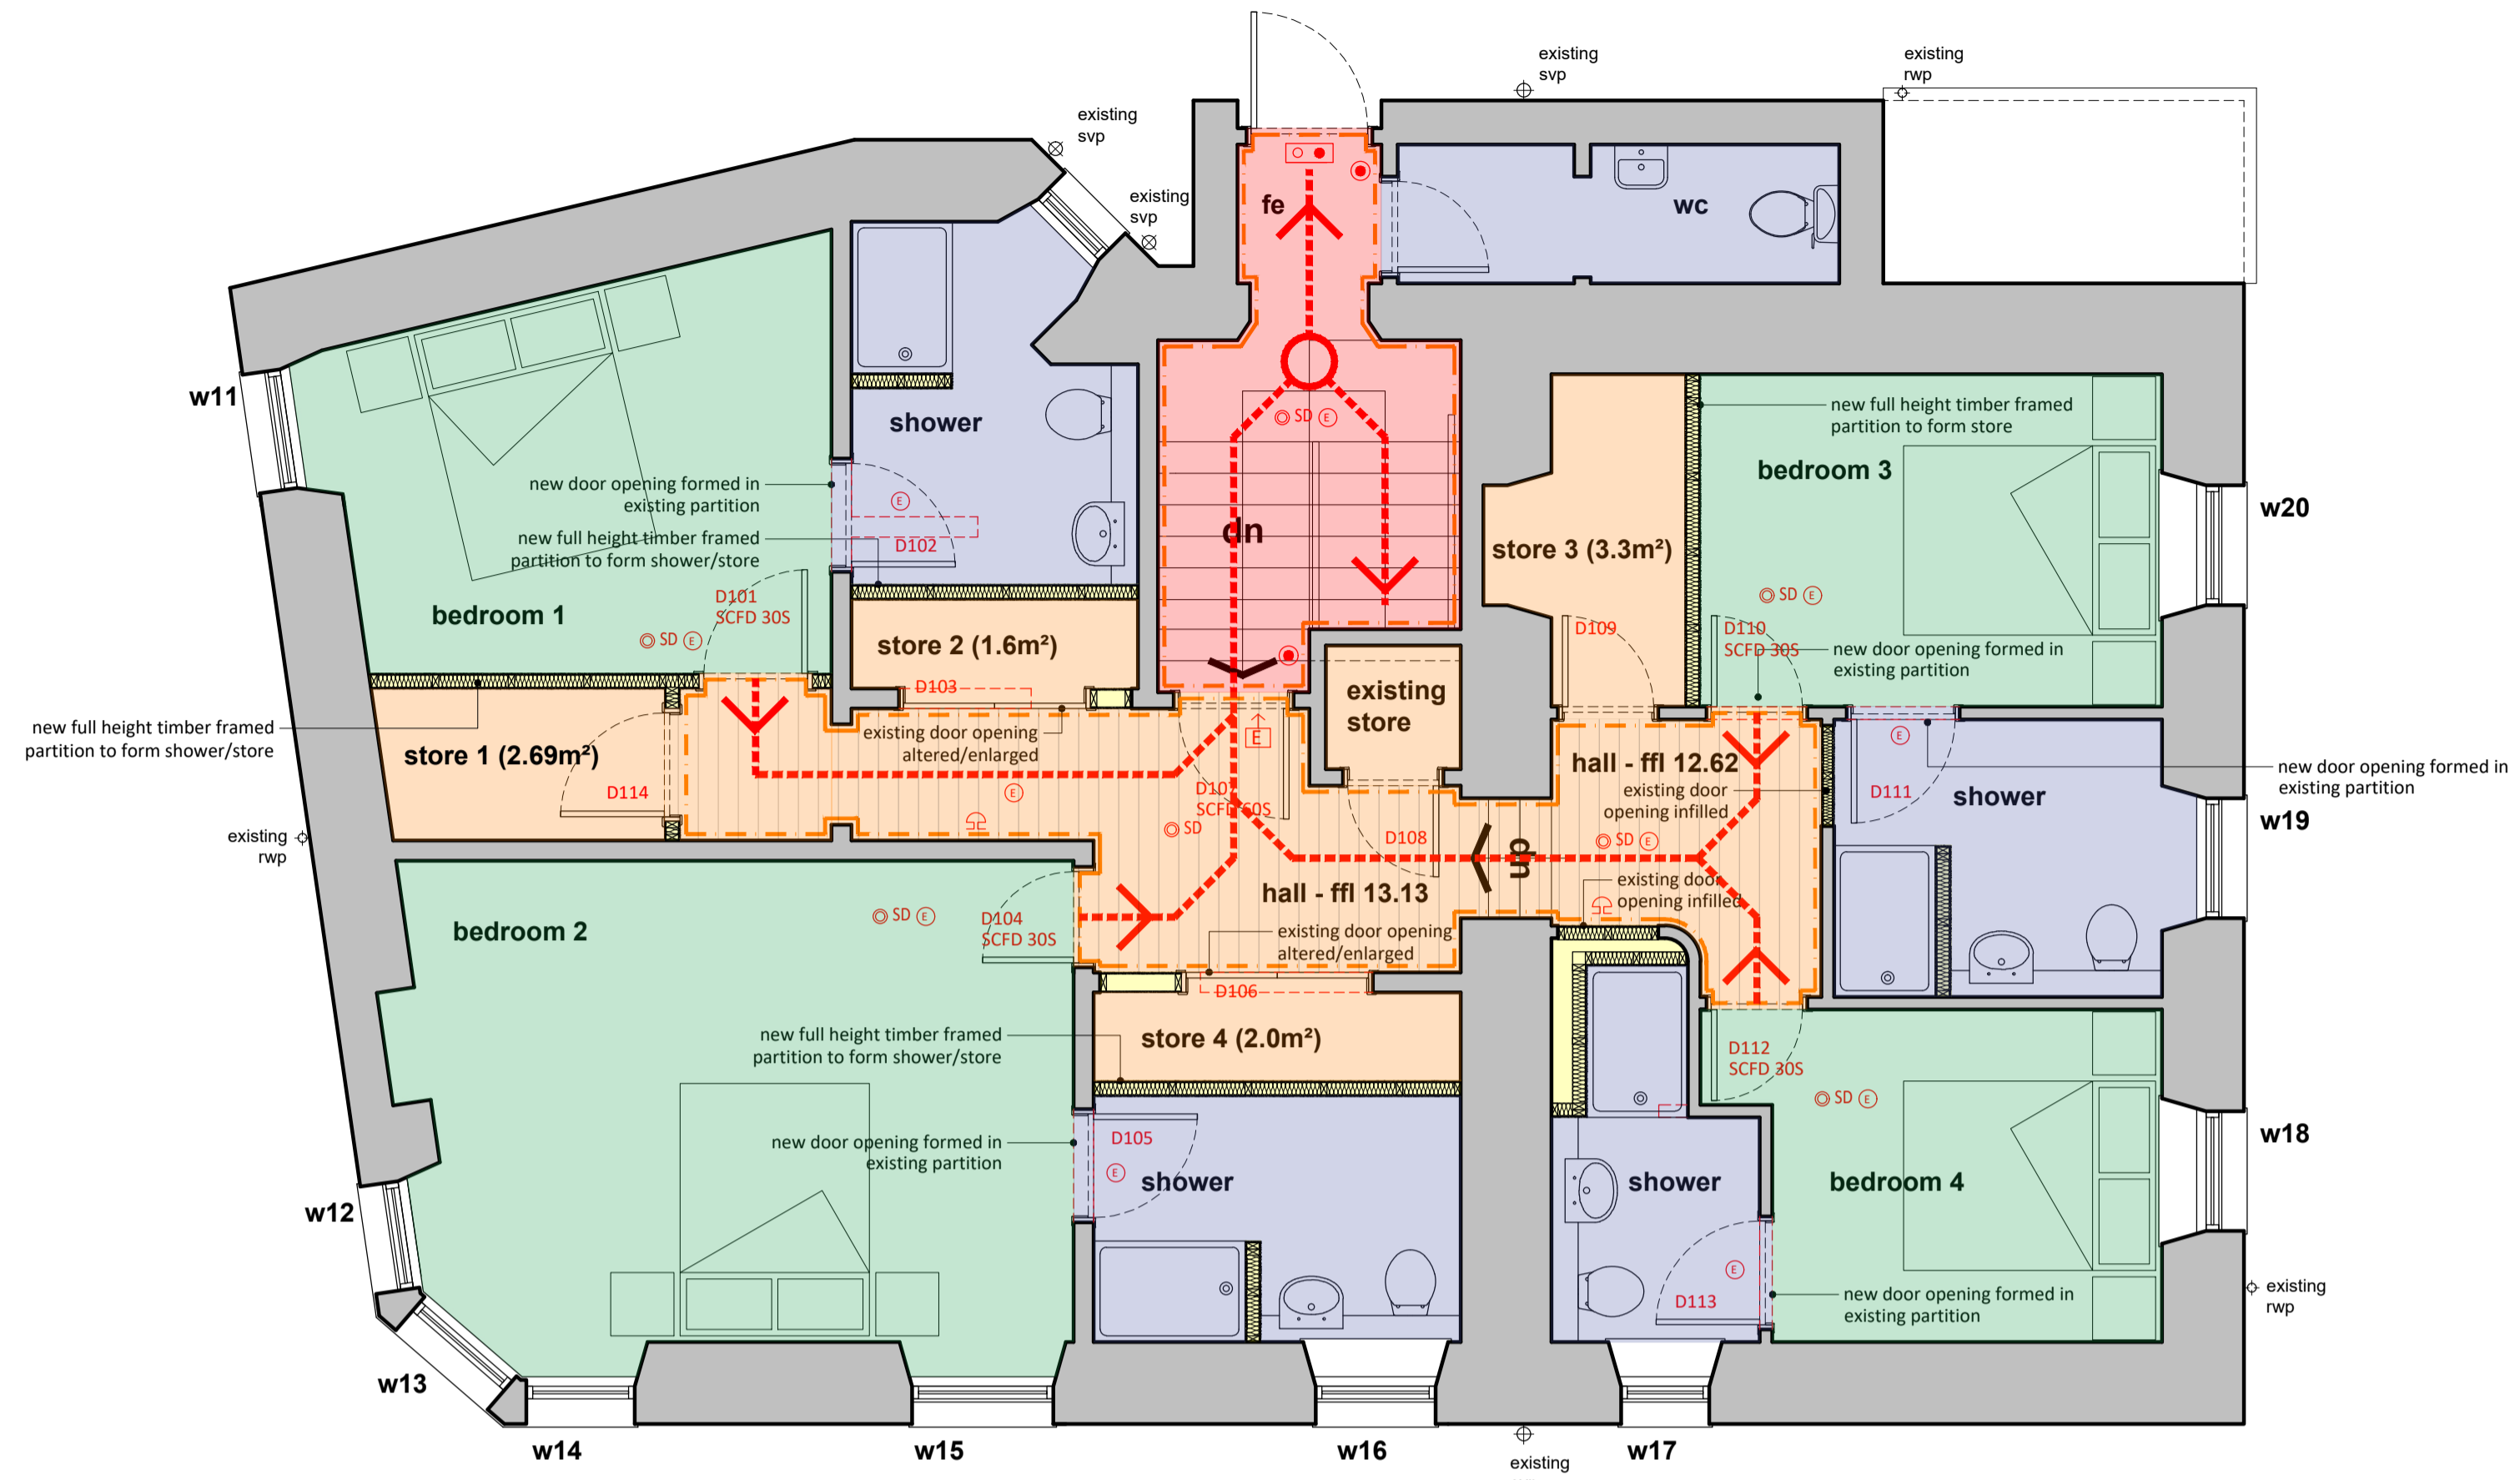 existing
svp
existing
rwp
existing
svp
existing
svp
fe
wc
w11
shower
SD E
new full height timber framed
partition to form store
bedroom 3
new door opening formed in
existing partition
E
dn
w20
new full height timber framed
partition to form shower/store
D102
store 3 (3.3m²)
D101
SCFD 30S
bedroom 1
SD E
store 2 (1.6m²)
SD E
D109
D110
SCFD 30S
new door opening formed in
existing partition
D103
existing
store
new full height timber framed
partition to form shower/store
store 1 (2.69m²)
existing door opening
altered/enlarged
E
hall - ffl 12.62
E
new door opening formed in
existing partition
D114
E
D107
SCFD 60S
existing door
opening infilled
D111
shower
w19
existing
rwp
SD
D108
SD E
dn
bedroom 2
SD E
D104
SCFD 30S
hall - ffl 13.13
existing door
opening infilled
existing door opening
altered/enlarged
D106
new full height timber framed
partition to form shower/store
store 4 (2.0m²)
D112
SCFD 30S
SD E
new door opening formed in
existing partition
D105
E
shower
shower
bedroom 4
w18
w12
E
D113
new door opening formed in
existing partition
existing
rwp
w13
w14
w15
w16
w17
existing